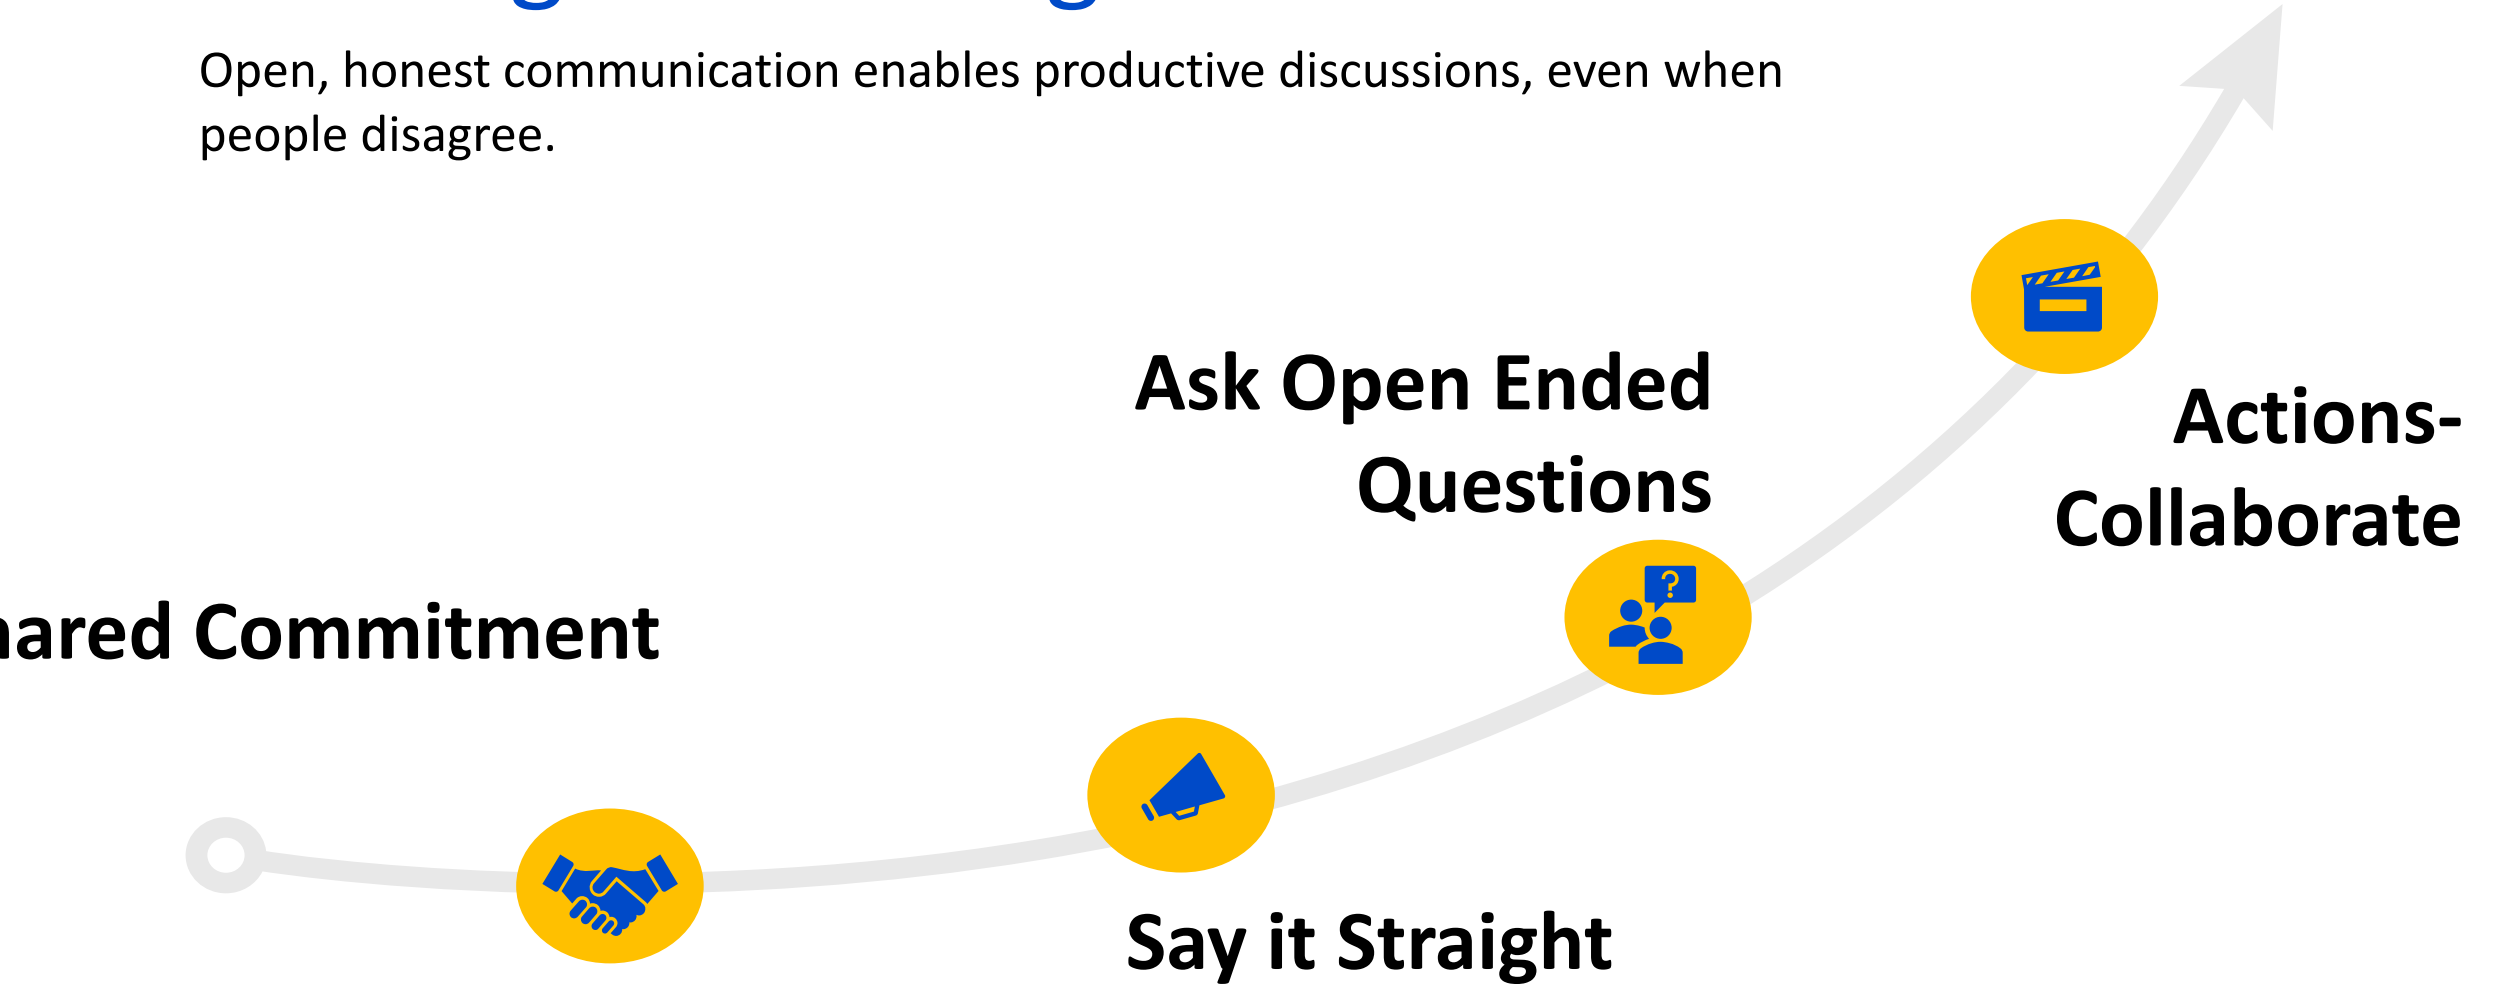 Open, honest communication enables productive discussions, even when
people disagree.
Ask Open Ended
Questions
Actions-
Collaborate
Commitment
Say it Straight